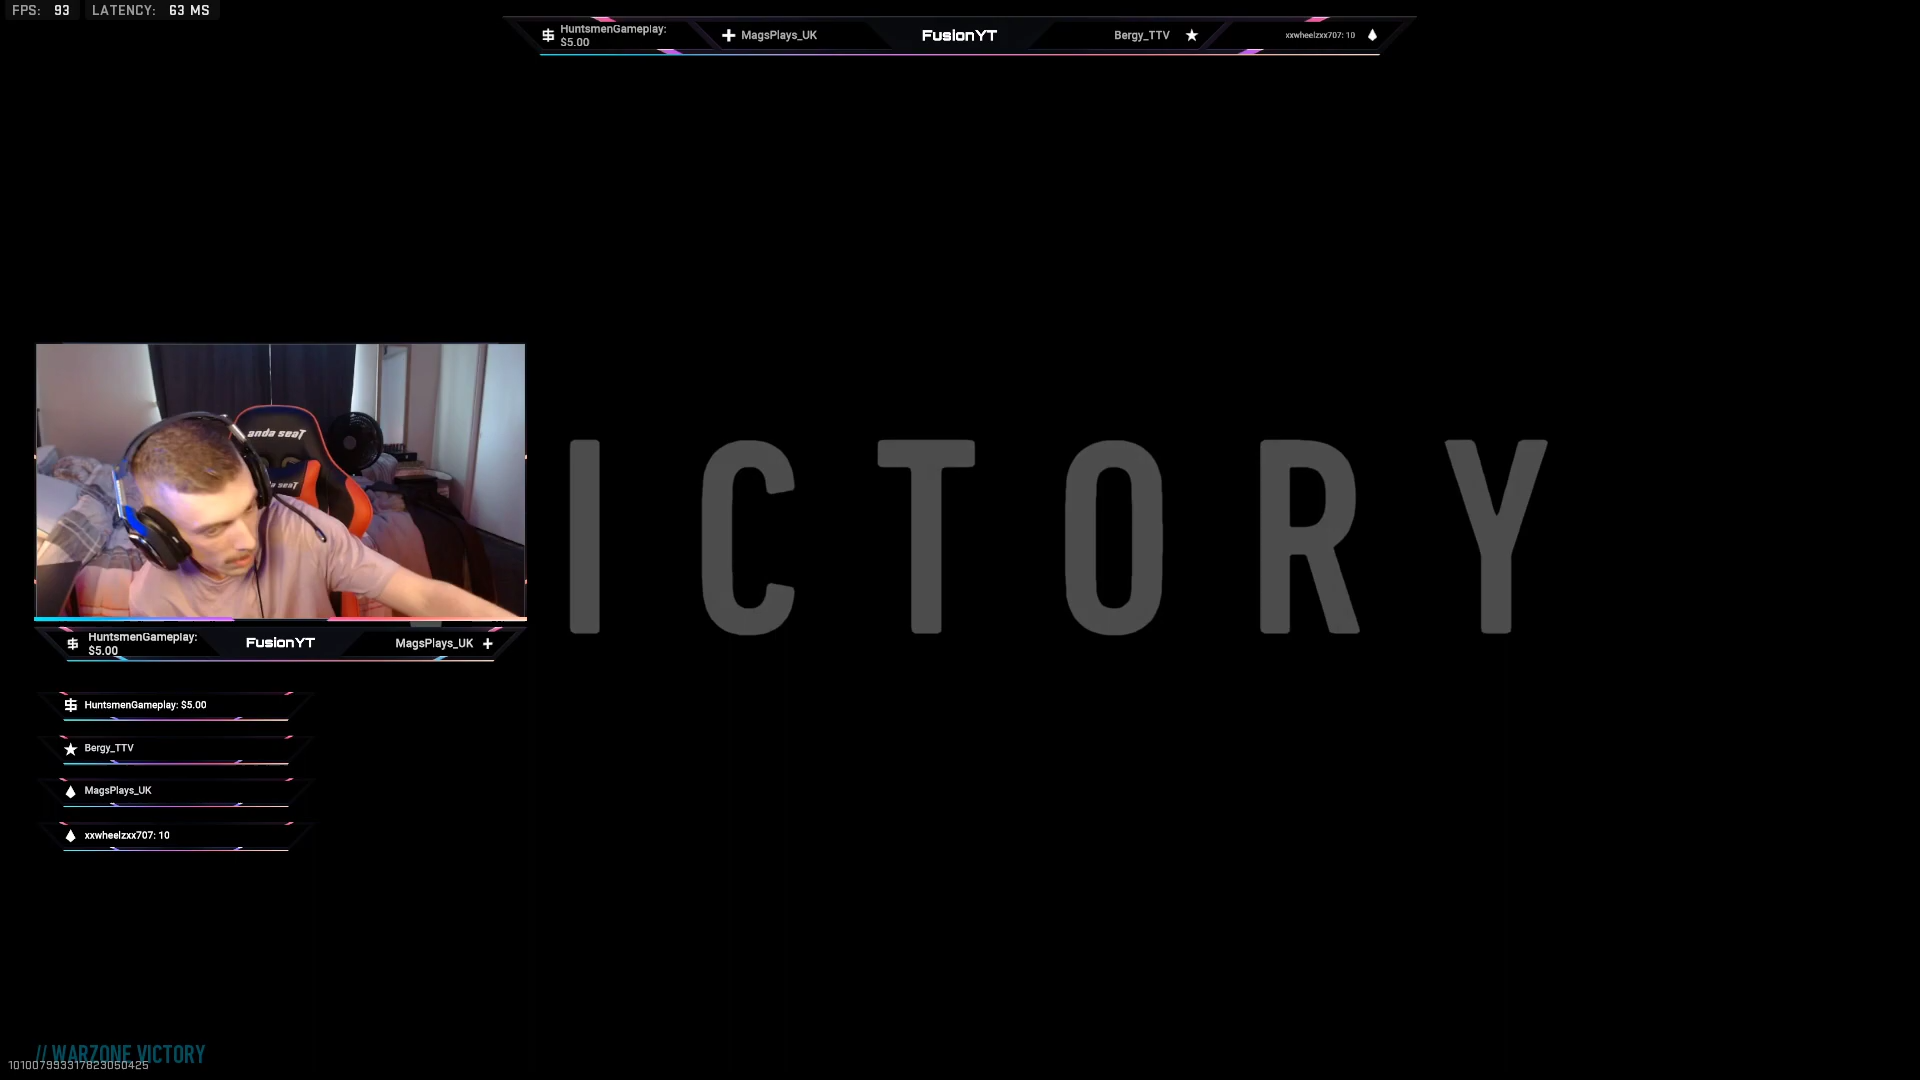 FPS: 93 LATENCY: 63 MS
HuntsmenGameplay:
$5.00
MagsPlays_UK
FusionYT
Bergy_TTV
xxwheelzxx707: 10
anda seaT
ICTORY
HuntsmenGameplay:
$5.00
FusionYT
MagsPlays_UK
HuntsmenGameplay: $5.00
Bergy_TTV
MagsPlays_UK
xxwheelzxx707: 10
// WARZONE VICTORY
101007993317823050425